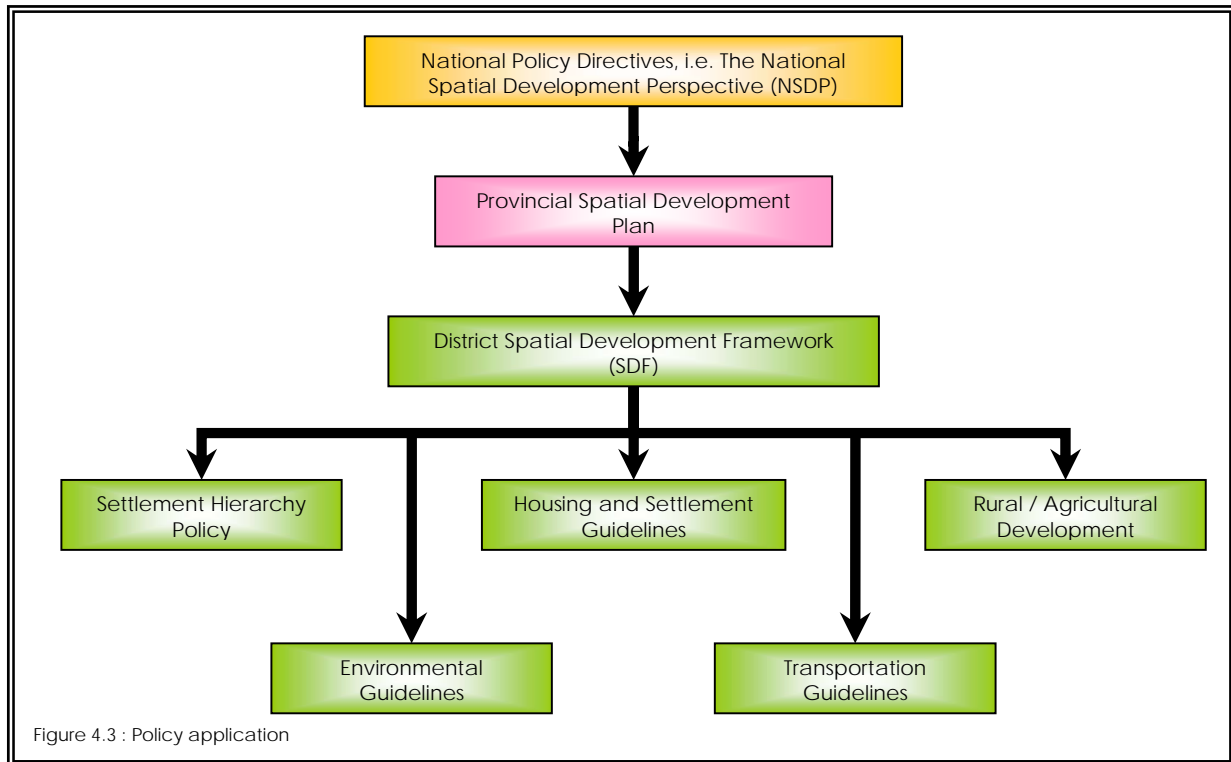 National Policy Directives, i.e. The National
Spatial Development Perspective (NSDP)
Provincial Spatial Development
Plan
District Spatial Development Framework
(SDF)
Settlement Hierarchy
Policy
Housing and Settlement
Guidelines
Rural / Agricultural
Development
Environmental
Guidelines
Transportation
Guidelines
Figure 4.3 : Policy application